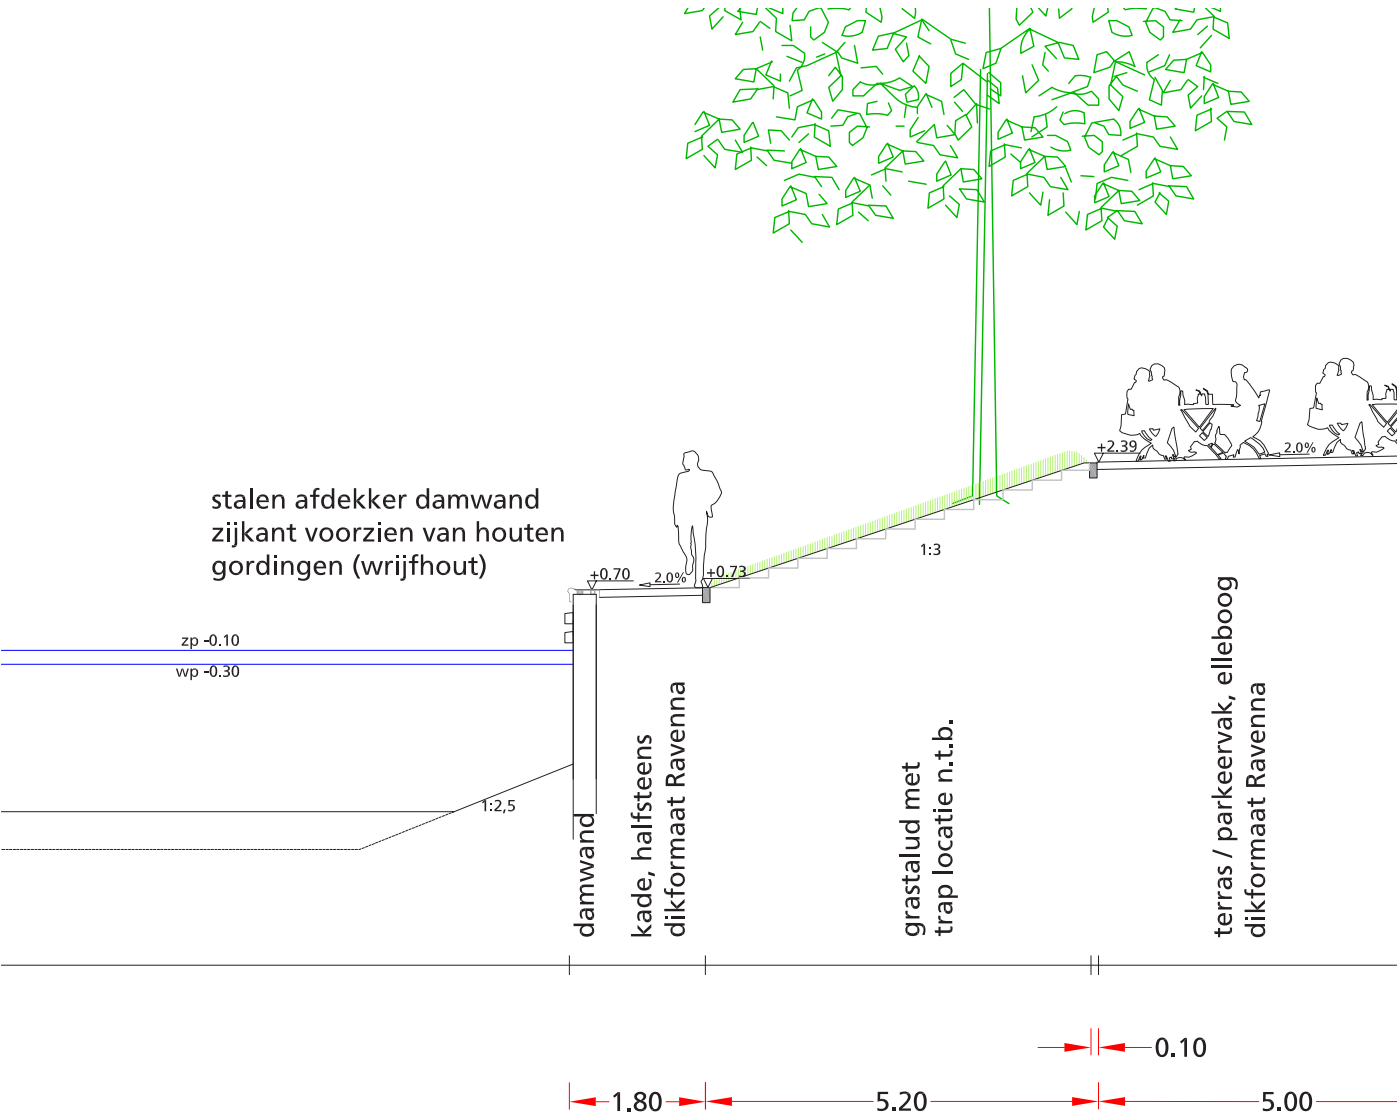 stalen afdekker damwand
zijkant voorzien van houten
gordingen (wrijfhout)
+2.39
2.0%
1:3
+0.70
2.0%
+0.73
zp -0.10
wp -0.30
1:2,5
damwand
kade, halfsteens
dikformaat Ravenna
grastalud met
trap locatie n.t.b.
terras / parkeervak, elleboog
dikformaat Ravenna
0.10
1.80
5.20
5.00